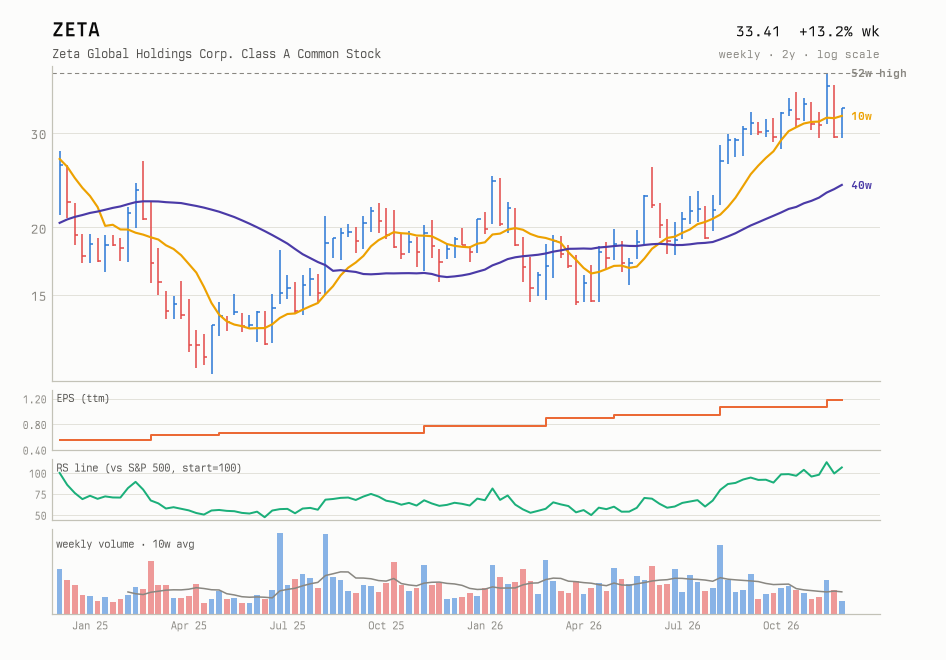 ZETA
33.41 +13.2% wk
Zeta Global Holdings Corp. Class A Common Stock
weekly · 2y · log scale
52w high
30
10w
40w
20
15
1.20
EPS (ttm)
0.80
0.40
RS line (vs S&P 500, start=100)
100
75
50
weekly volume · 10w avg
Jan 25 Apr 25 Jul 25 Oct 25 Jan 26 Apr 26 Jul 26 Oct 26